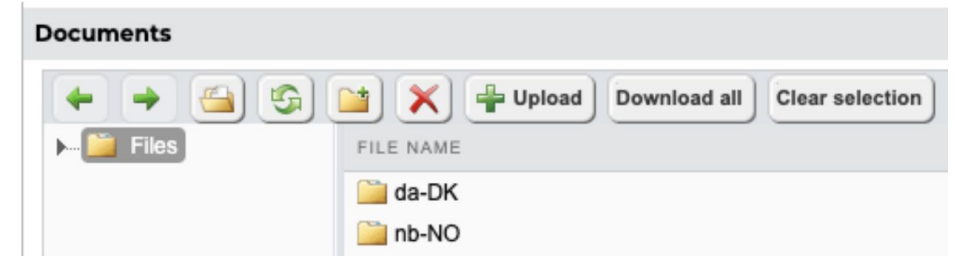 Documents
Upload Download all Clear selection
Files
FILE NAME
da-DK
nb-NO